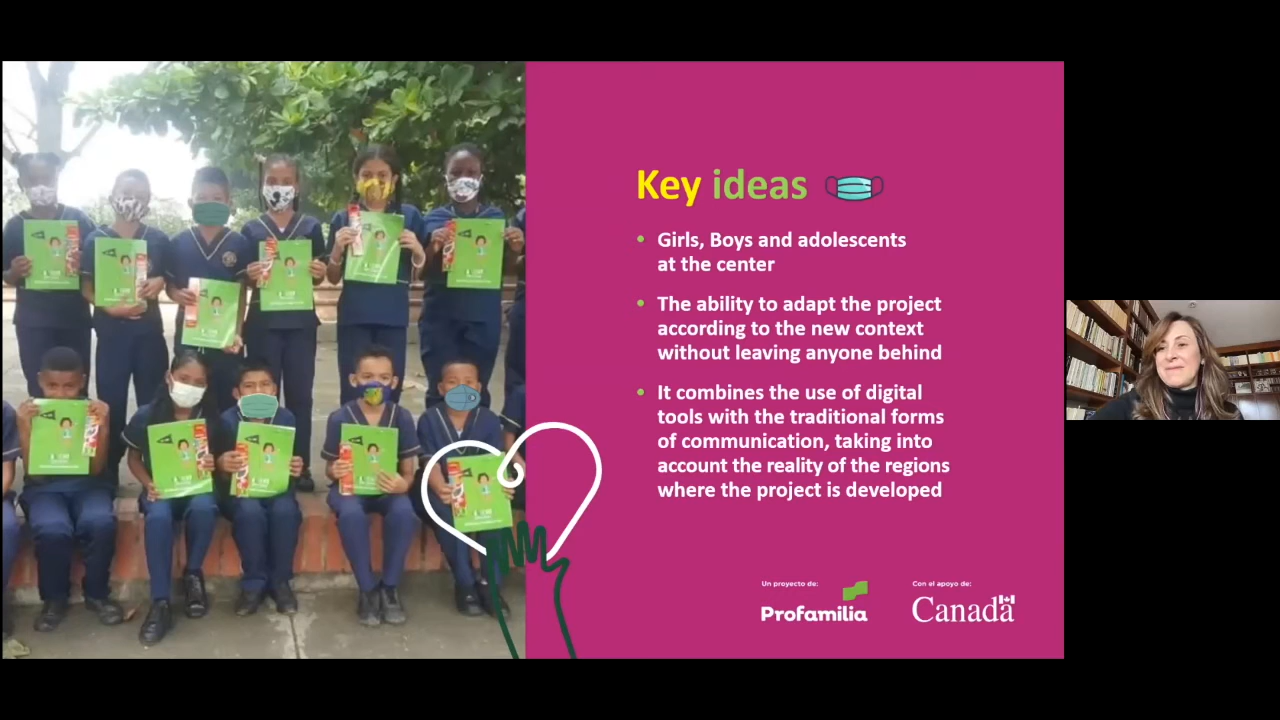 Key ideas
• Girls, Boys and adolescents
at the center
• The ability to adapt the project
according to the new context
without leaving anyone behind
• It combines the use of digital
tools with the traditional forms
of communication, taking into
account the reality of the regions
where the project is developed
Un proyecto de:
Profamilia
Con el apoyo de:
Canada